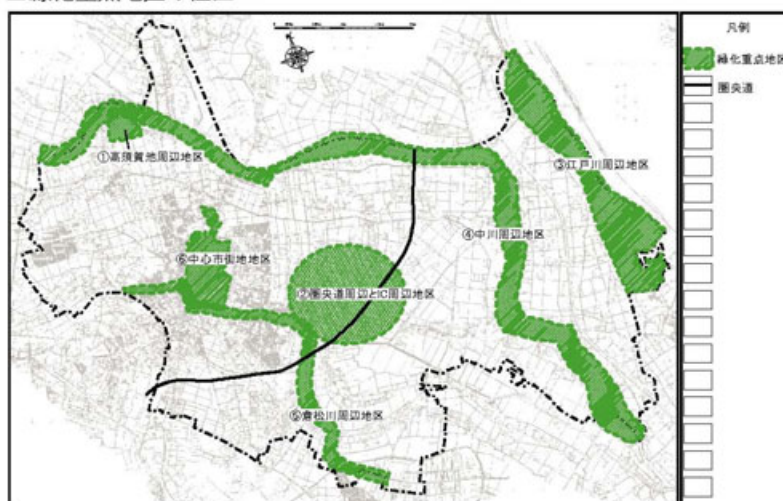 凡例
緑化重点地区
圏央道
①高須賀池周辺地区
③江戸川周辺地区
④中川周辺地区
⑥中心市街地地区
②圏央道周辺とIC周辺地区
⑤倉松川周辺地区